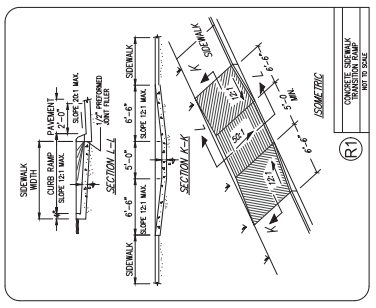 SIDEWALK
WIDTH
CURB RAMP
PAVEMENT
SLOPE 12:1 MAX.
2'-0"
SLOPE 20:1 MAX.
1/2" PREFORMED
JOINT FILLER
SECTION L-L
SIDEWALK
6'-6"
5'-0"
6'-6"
SIDEWALK
SLOPE 12:1 MAX.
SLOPE 12:1 MAX.
SECTION K-K
SIDEWALK
K
L
12:1
50:1
12:1
L
K
6'-6"
5'-0"
MIN.
6'-6"
ISOMETRIC
R1
CONCRETE SIDEWALK
TRANSITION RAMP
NOT TO SCALE